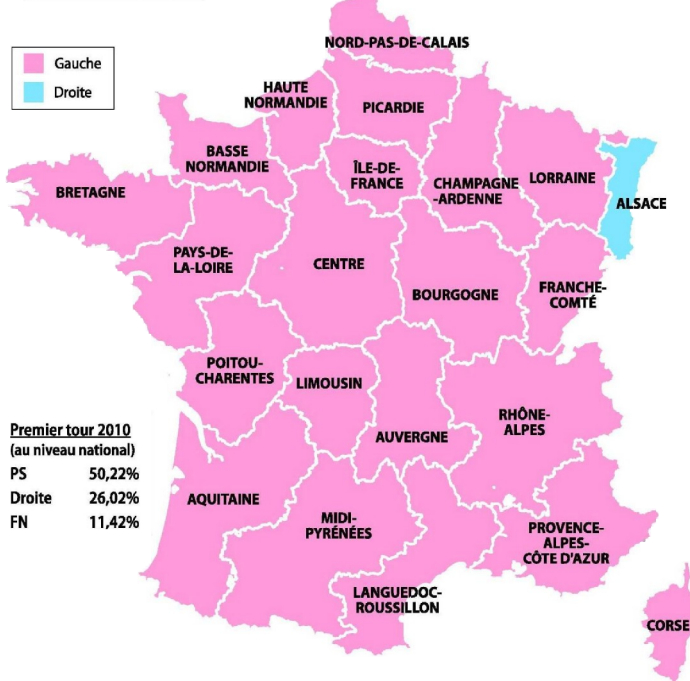 NORD-PAS-DE-CALAIS
Gauche
Droite
HAUTE
NORMANDIE
PICARDIE
BASSE
NORMANDIE
ÎLE-DE-
FRANCE
CHAMPAGNE
-ARDENNE
LORRAINE
ALSACE
BRETAGNE
PAYS-DE-
LA-LOIRE
CENTRE
BOURGOGNE
FRANCHE-
COMTÉ
POITOU-
CHARENTES
LIMOUSIN
AUVERGNE
RHÔNE-
ALPES
Premier tour 2010
(au niveau national)
PS 50,22%
Droite 26,02%
FN 11,42%
AQUITAINE
MIDI-
PYRÉNÉES
PROVENCE-
ALPES-
CÔTE D'AZUR
LANGUEDOC-
ROUSSILLON
CORSE